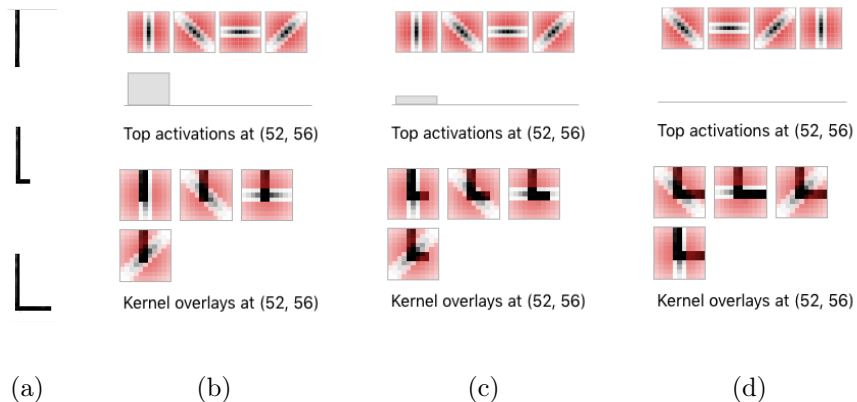 Top activations at (52, 56)
Top activations at (52, 56)
Top activations at (52, 56)
Kernel overlays at (52, 56)
Kernel overlays at (52, 56)
Kernel overlays at (52, 56)
(a) (b) (c) (d)